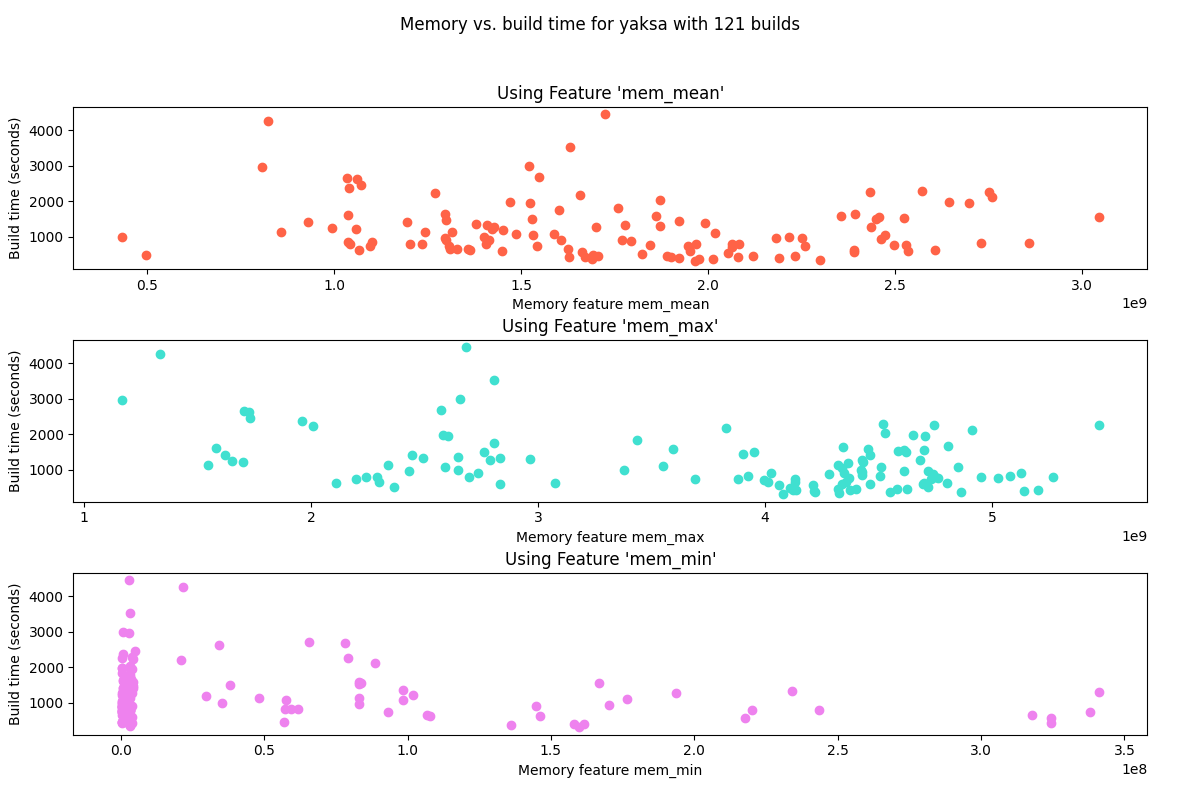 Memory vs. build time for yaksa with 121 builds
Using Feature 'mem_mean'
Build time (seconds)
4000
3000
2000
1000
0.5 1.0 1.5 2.0 2.5 3.0
1e9
Memory feature mem_mean
Using Feature 'mem_max'
Build time (seconds)
4000
3000
2000
1000
1 2 3 4 5
1e9
Memory feature mem_max
Using Feature 'mem_min'
Build time (seconds)
4000
3000
2000
1000
0.0 0.5 1.0 1.5 2.0 2.5 3.0 3.5
1e8
Memory feature mem_min